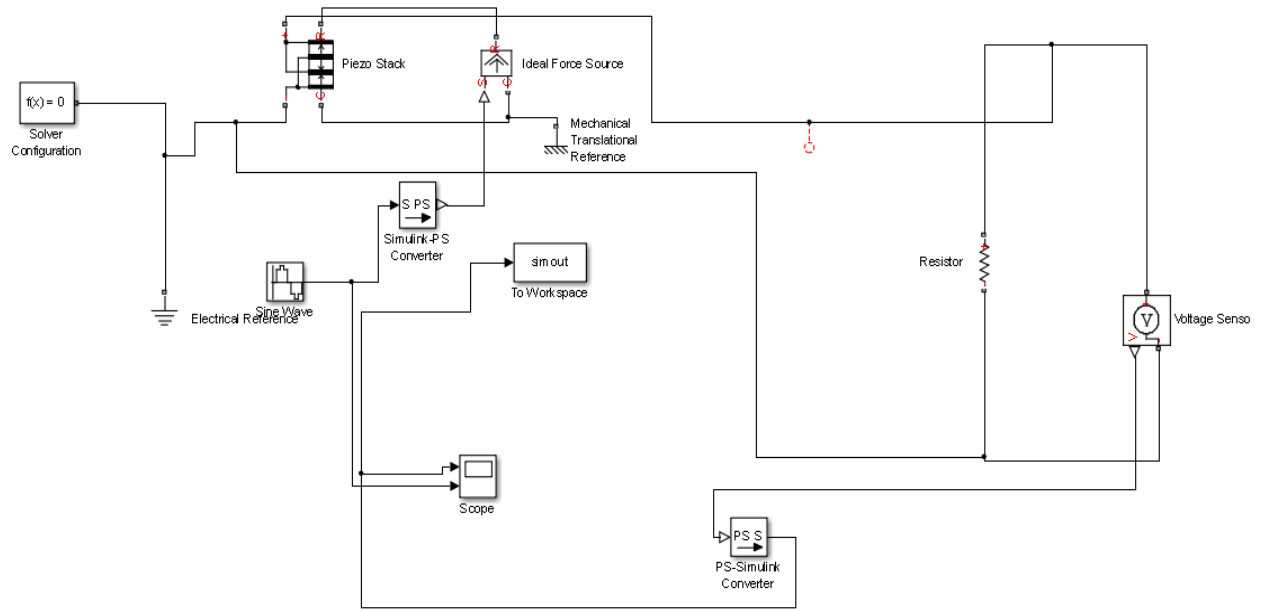 Piezo Stack
Ideal Force Source
R
R
C
S
C
f(x) = 0
Solver
Configuration
Mechanical
Translational
Reference
S PS
Simulink-PS
Converter
Sine Wave
Electrical Reference
simout
To Workspace
Resistor
V
V
Voltage Senso
Scope
PS S
PS-Simulink
Converter